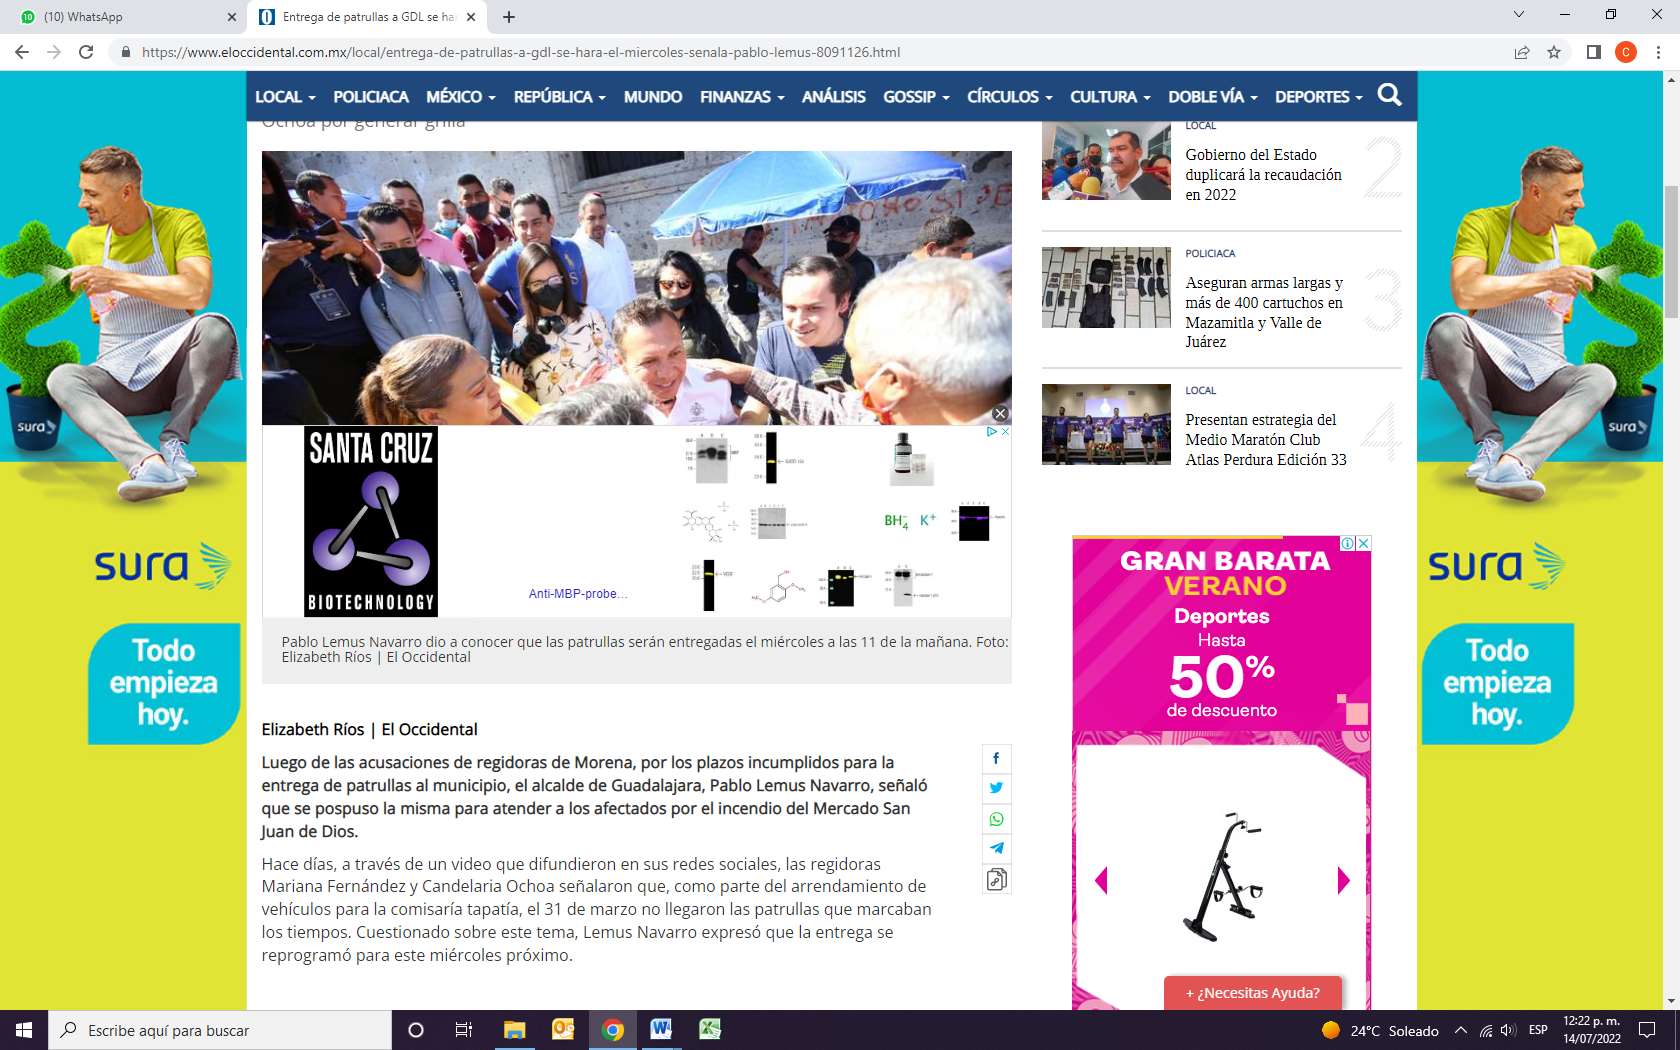 (10) WhatsApp
Entrega de patrullas a GDL se har
https://www.eloccidental.com.mx/local/entrega-de-patrullas-a-gdl-se-hara-el-miercoles-senala-pablo-lemus-8091126.html
C
LOCAL POLICIACA MÉXICO REPÚBLICA MUNDO FINANZAS ANÁLISIS GOSSIP CÍRCULOS CULTURA DOBLE VÍA DEPORTES
Ochoa por general grilla
SANTA CRUZ
BIOTECHNOLOGY
Anti-MBP-probe...
BH4- K+
Pablo Lemus Navarro dio a conocer que las patrullas serán entregadas el miércoles a las 11 de la mañana. Foto:
Elizabeth Ríos | El Occidental
Elizabeth Ríos | El Occidental
Luego de las acusaciones de regidoras de Morena, por los plazos incumplidos para la
entrega de patrullas al municipio, el alcalde de Guadalajara, Pablo Lemus Navarro, señaló
que se pospuso la misma para atender a los afectados por el incendio del Mercado San
Juan de Dios.
Hace días, a través de un video que difundieron en sus redes sociales, las regidoras
Mariana Fernández y Candelaria Ochoa señalaron que, como parte del arrendamiento de
vehículos para la comisaría tapatía, el 31 de marzo no llegaron las patrullas que marcaban
los tiempos. Cuestionado sobre este tema, Lemus Navarro expresó que la entrega se
reprogramó para este miércoles próximo.
LOCAL
Gobierno del Estado
duplicará la recaudación
en 2022
2
POLICIACA
Aseguran armas largas y
más de 400 cartuchos en
Mazamitla y Valle de
Juárez
3
LOCAL
Presentan estrategia del
Medio Maratón Club
Atlas Perdura Edición 33
4
GRAN BARATA
VERANO
Deportes
Hasta
50%
de descuento
+ ¿Necesitas Ayuda?
sura
sura
Todo
empieza
hoy.
sura
sura
Todo
empieza
hoy.
Escribe aquí para buscar
24°C Soleado
ESP
12:22 p. m.
14/07/2022